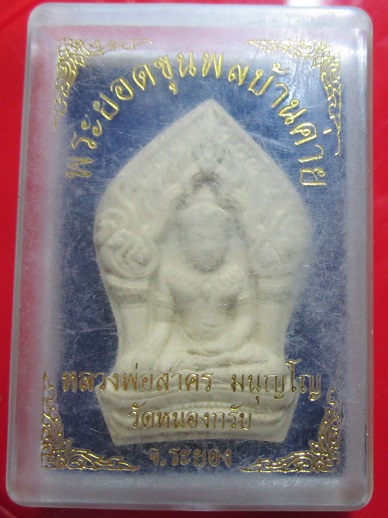 พระยอดขุนพลบ้านค่าย
หลวงพ่อสาคร มนุญโญ
วัดหนองกรับ
จ.ระยอง